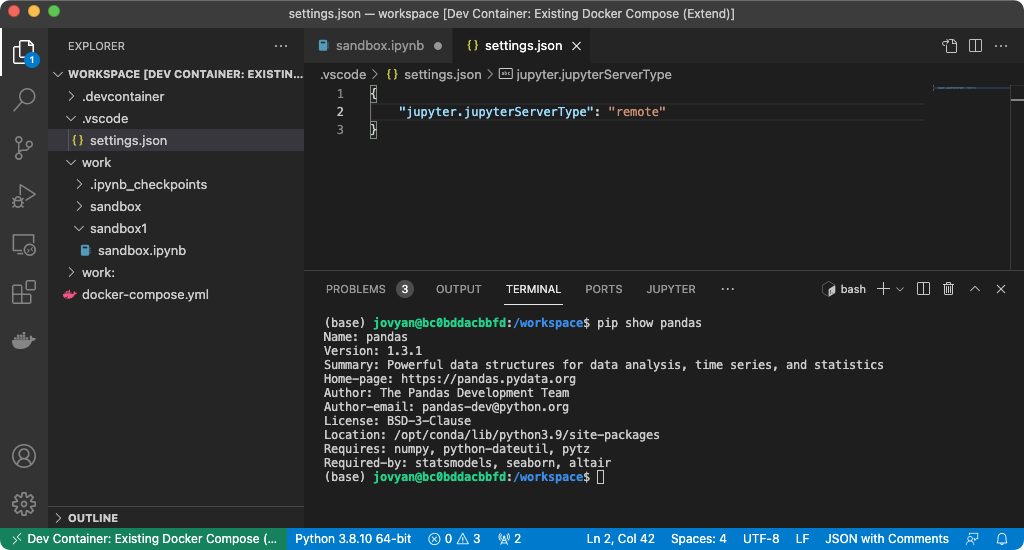 settings.json — workspace [Dev Container: Existing Docker Compose (Extend)]
EXPLORER
WORKSPACE [DEV CONTAINER: EXISTIN...
.devcontainer
.vscode
{} settings.json
work
.ipynb_checkpoints
sandbox
sandbox1
sandbox.ipynb
work:
docker-compose.yml
OUTLINE
1
sandbox.ipynb
{} settings.json
.vscode > {} settings.json > abc jupyter.jupyterServerType
1 {
2 "jupyter.jupyterServerType": "remote"
3 }
PROBLEMS 3 OUTPUT TERMINAL PORTS JUPYTER ... bash
(base) jovyan@bc0bddacbbfd:/workspace$ pip show pandas
Name: pandas
Version: 1.3.1
Summary: Powerful data structures for data analysis, time series, and statistics
Home-page: https://pandas.pydata.org
Author: The Pandas Development Team
Author-email: pandas-dev@python.org
License: BSD-3-Clause
Location: /opt/conda/lib/python3.9/site-packages
Requires: numpy, python-dateutil, pytz
Required-by: statsmodels, seaborn, altair
(base) jovyan@bc0bddacbbfd:/workspace$
Dev Container: Existing Docker Compose (... Python 3.8.10 64-bit 0 3 2 Ln 2, Col 42 Spaces: 4 UTF-8 LF JSON with Comments